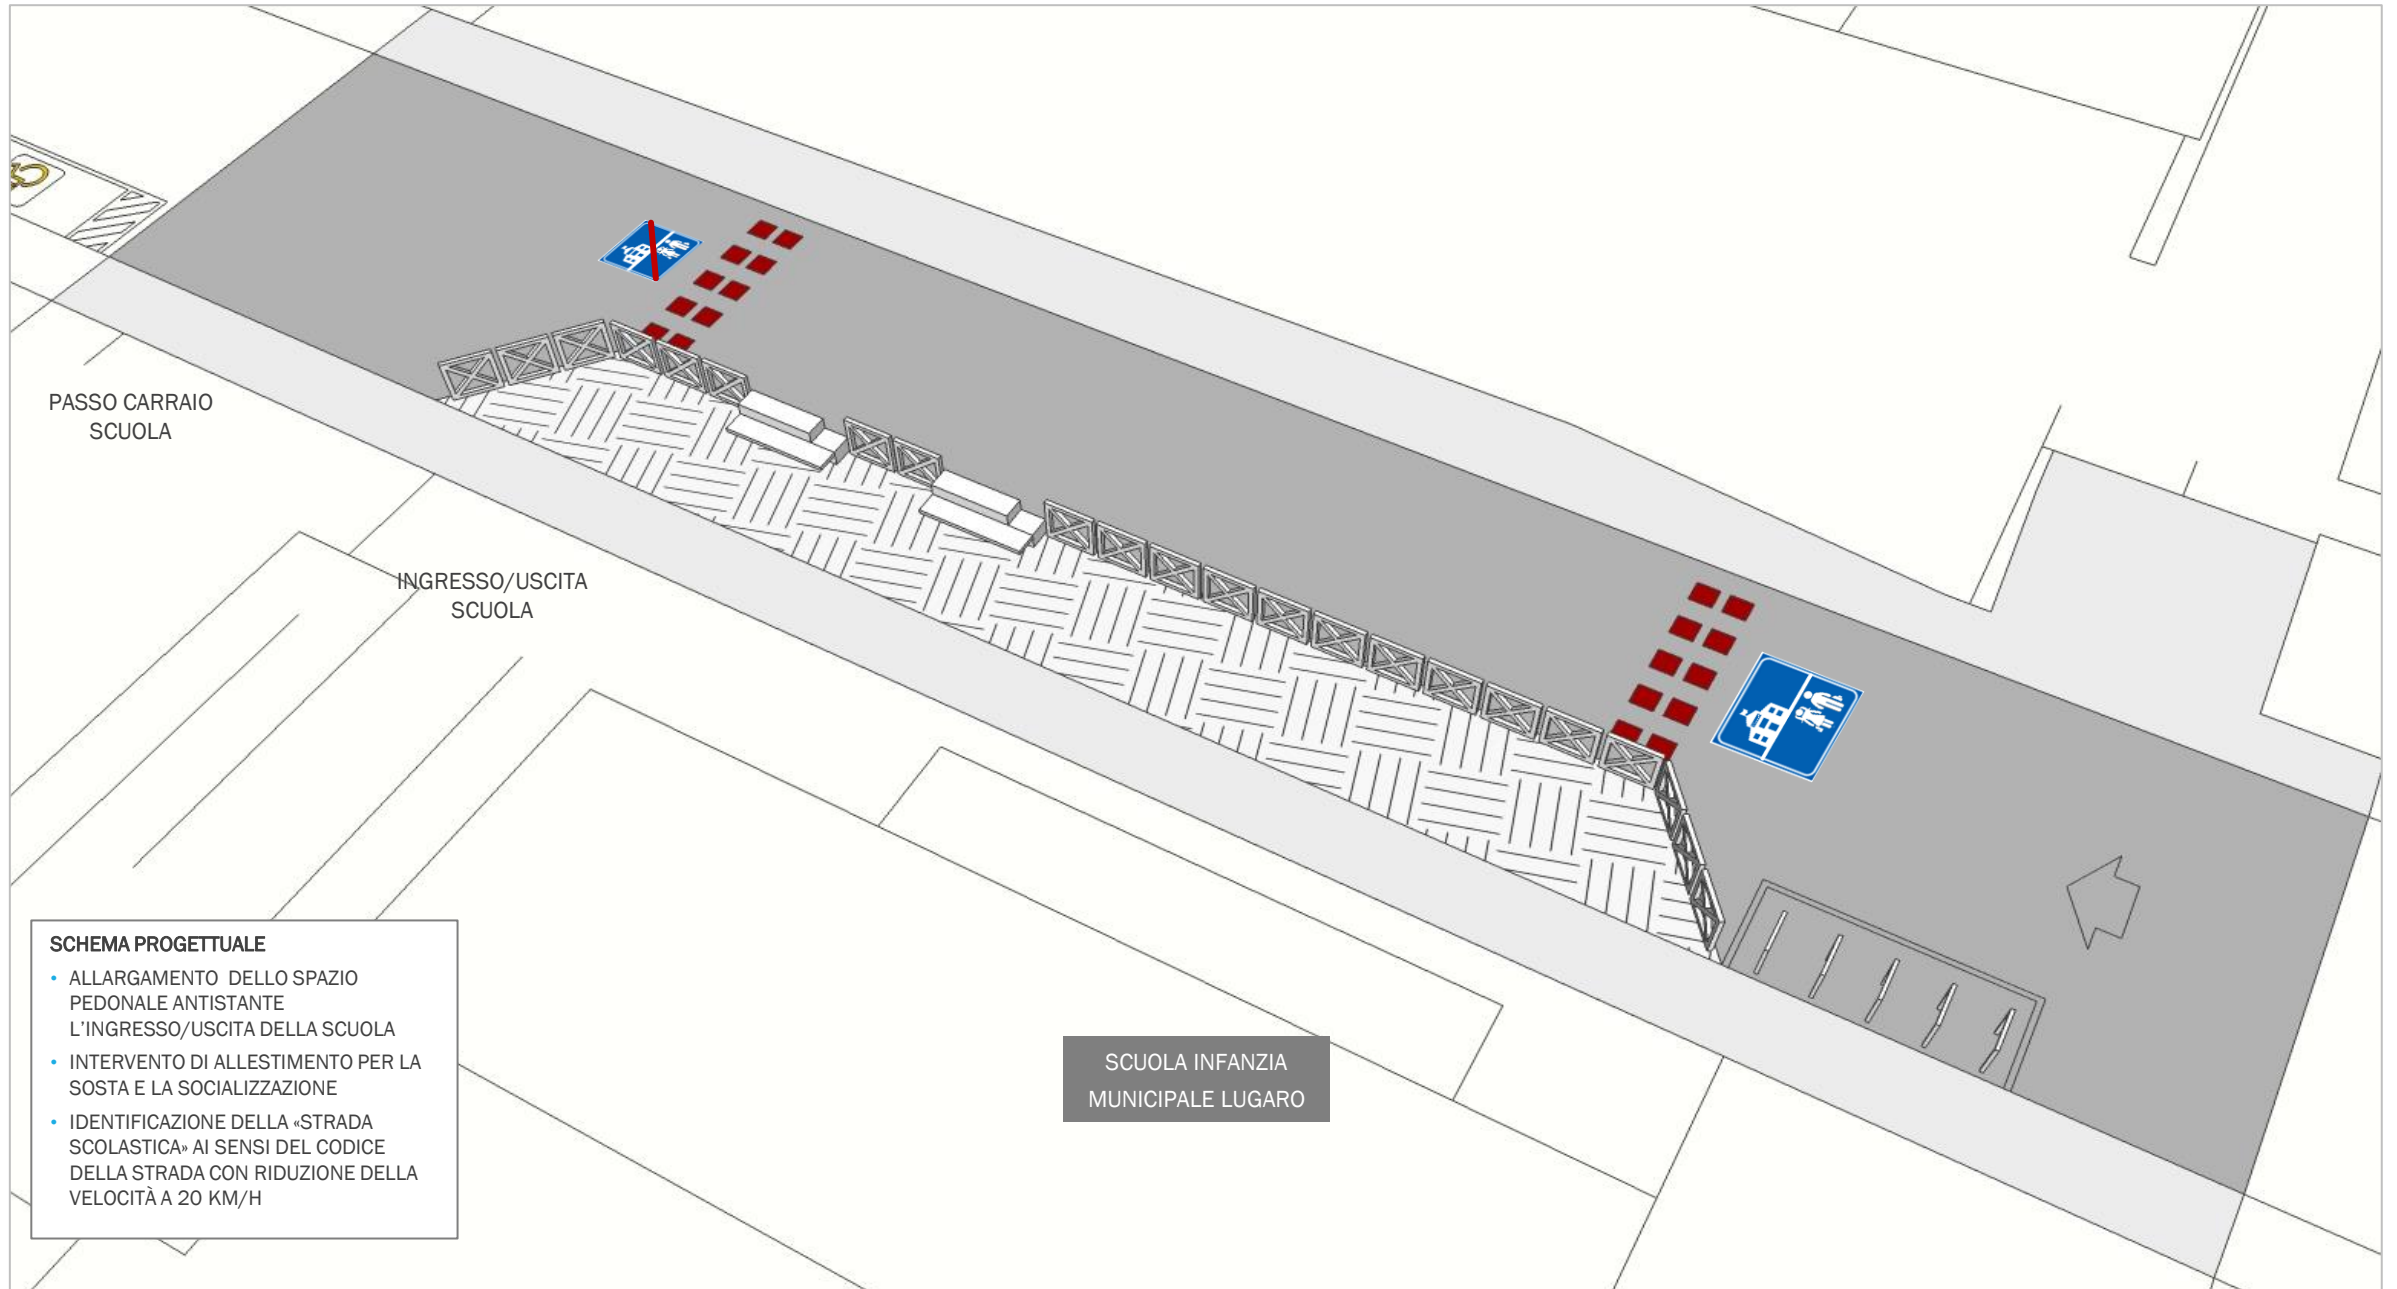 PASSO CARRAIO
SCUOLA
INGRESSO/USCITA
SCUOLA
SCHEMA PROGETTUALE
• ALLARGAMENTO DELLO SPAZIO
PEDONALE ANTISTANTE
L'INGRESSO/USCITA DELLA SCUOLA
• INTERVENTO DI ALLESTIMENTO PER LA
SOSTA E LA SOCIALIZZAZIONE
• IDENTIFICAZIONE DELLA «STRADA
SCOLASTICA» AI SENSI DEL CODICE
DELLA STRADA CON RIDUZIONE DELLA
VELOCITÀ A 20 KM/H
SCUOLA INFANZIA
MUNICIPALE LUGARO